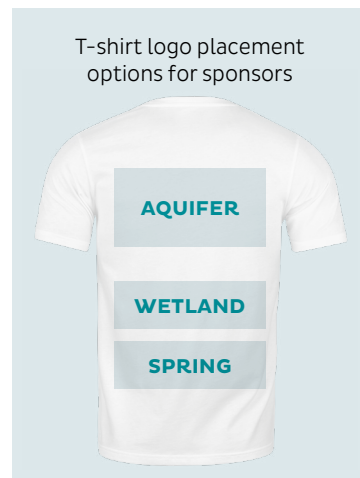 T-shirt logo placement
options for sponsors
AQUIFER
WETLAND
SPRING